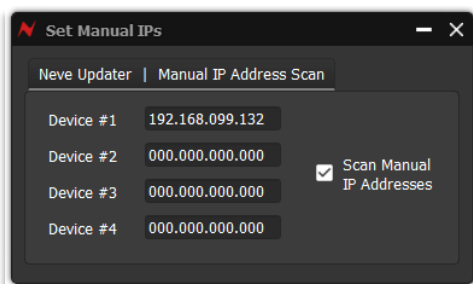 Set Manual IPs
Neve Updater | Manual IP Address Scan
Device #1 192.168.099.132
Device #2 000.000.000.000
Scan Manual
IP Addresses
Device #3 000.000.000.000
Device #4 000.000.000.000